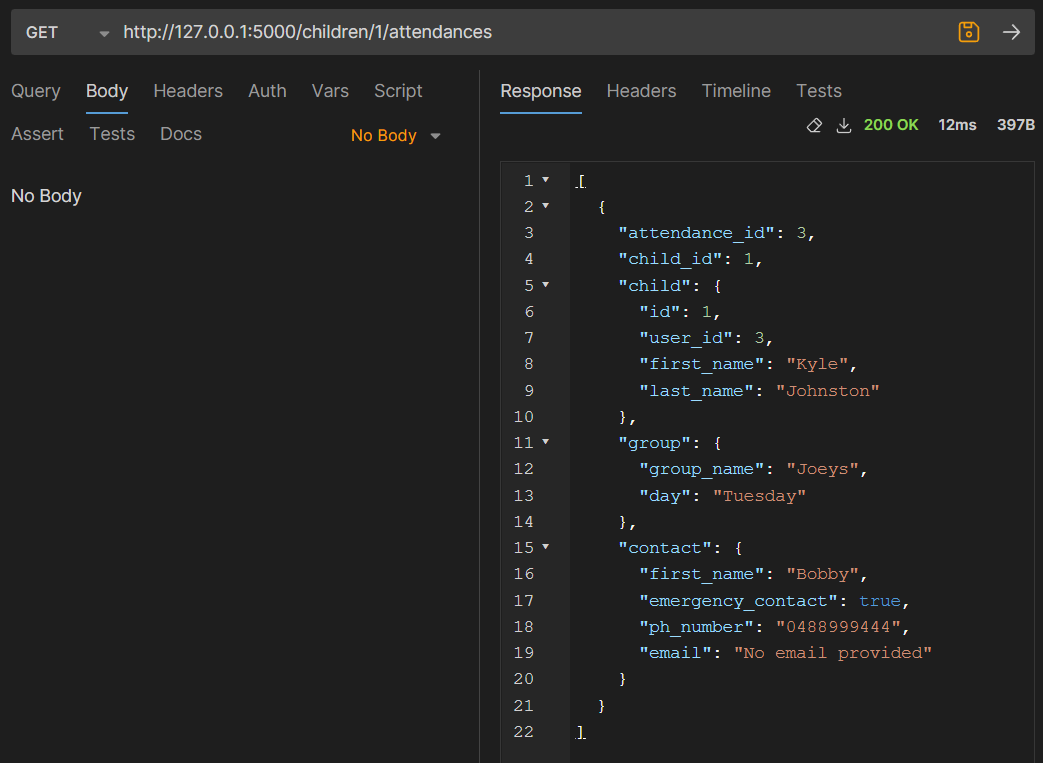 GET http://127.0.0.1:5000/children/1/attendances
Query Body Headers Auth Vars Script
Assert Tests Docs No Body
No Body
Response Headers Timeline Tests
200 OK 12ms 397B
1 [
2 {
3 "attendance_id": 3,
4 "child_id": 1,
5 "child": {
6 "id": 1,
7 "user_id": 3,
8 "first_name": "Kyle",
9 "last_name": "Johnston"
10 },
11 "group": {
12 "group_name": "Joeys",
13 "day": "Tuesday"
14 },
15 "contact": {
16 "first_name": "Bobby",
17 "emergency_contact": true,
18 "ph_number": "0488999444",
19 "email": "No email provided"
20 }
21 }
22 ]